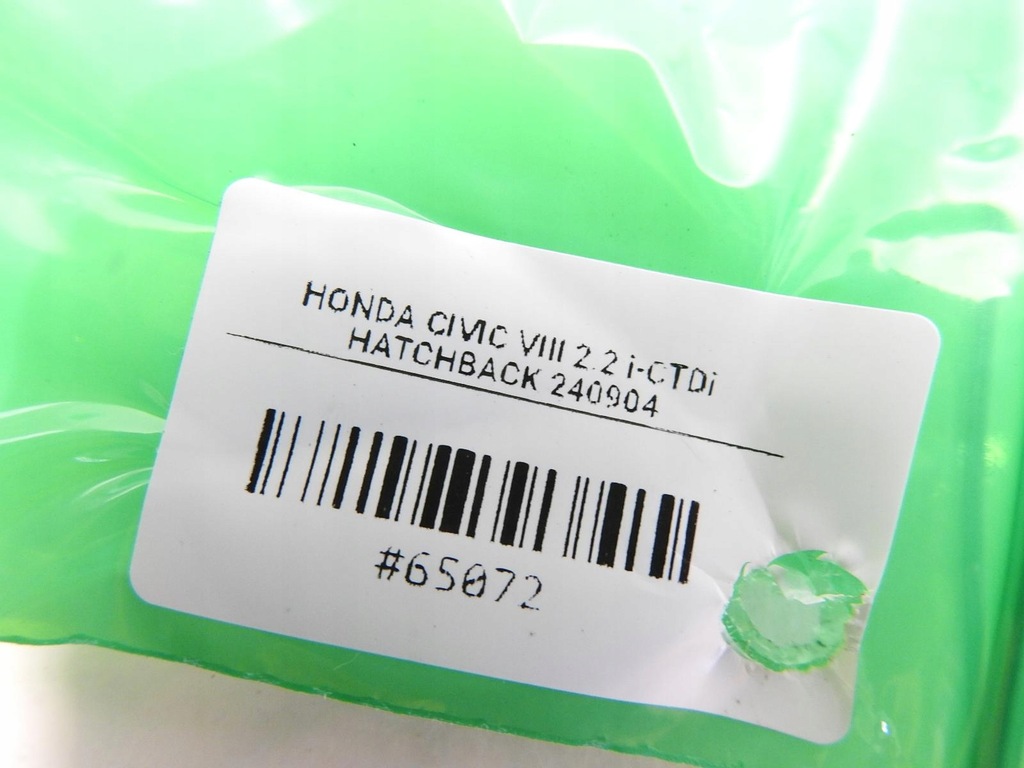 HONDA CIVIC VIII 2.2 i-CTDi
HATCHBACK 240904
#65072